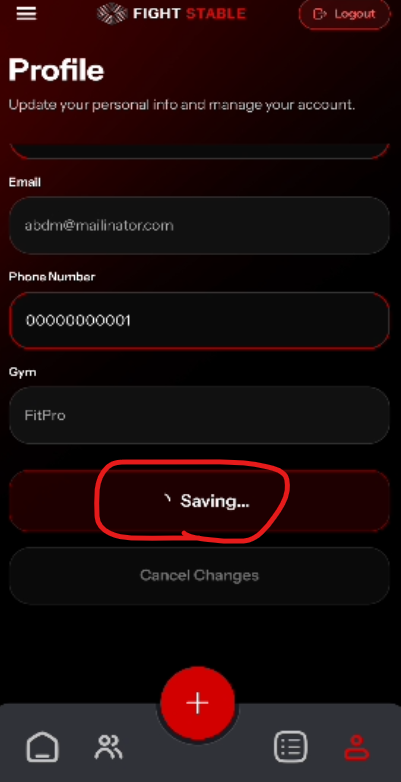 FIGHT STABLE
Logout
Profile
Update your personal info and manage your account.
Email
abdm@mailinator.com
Phone Number
00000000001
Gym
FitPro
Saving...
Cancel Changes